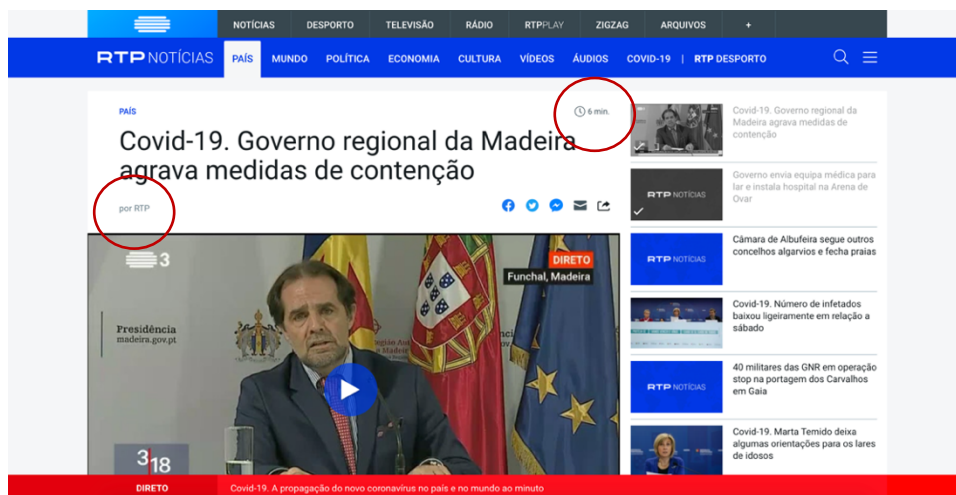 NOTÍCIAS DESPORTO TELEVISÃO RÁDIO RTPPLAY ZIGZAG ARQUIVOS +
RTP NOTÍCIAS PAÍS MUNDO POLÍTICA ECONOMIA CULTURA VÍDEOS ÁUDIOS COVID-19 | RTP DESPORTO
PAÍS
6 min.
Covid-19. Governo regional da Madeira
agrava medidas de contenção
por RTP
3
DIRETO
Funchal, Madeira
Presidência
madeira.gov.pt
3 18
Covid-19. Governo regional da
Madeira agrava medidas de
contenção
RTP NOTÍCIAS
Governo envia equipa médica para
lar e instala hospital na Arena de
Ovar
RTP NOTÍCIAS
Câmara de Albufeira segue outros
concelhos algarvios e fecha praias
Covid-19. Número de infetados
baixou ligeiramente em relação a
sábado
RTP NOTÍCIAS
40 militares das GNR em operação
stop na portagem dos Carvalhos
em Gaia
Covid-19. Marta Temido deixa
algumas orientações para os lares
de idosos
DIRETO Covid-19. A propagação do novo coronavírus no país e no mundo ao minuto